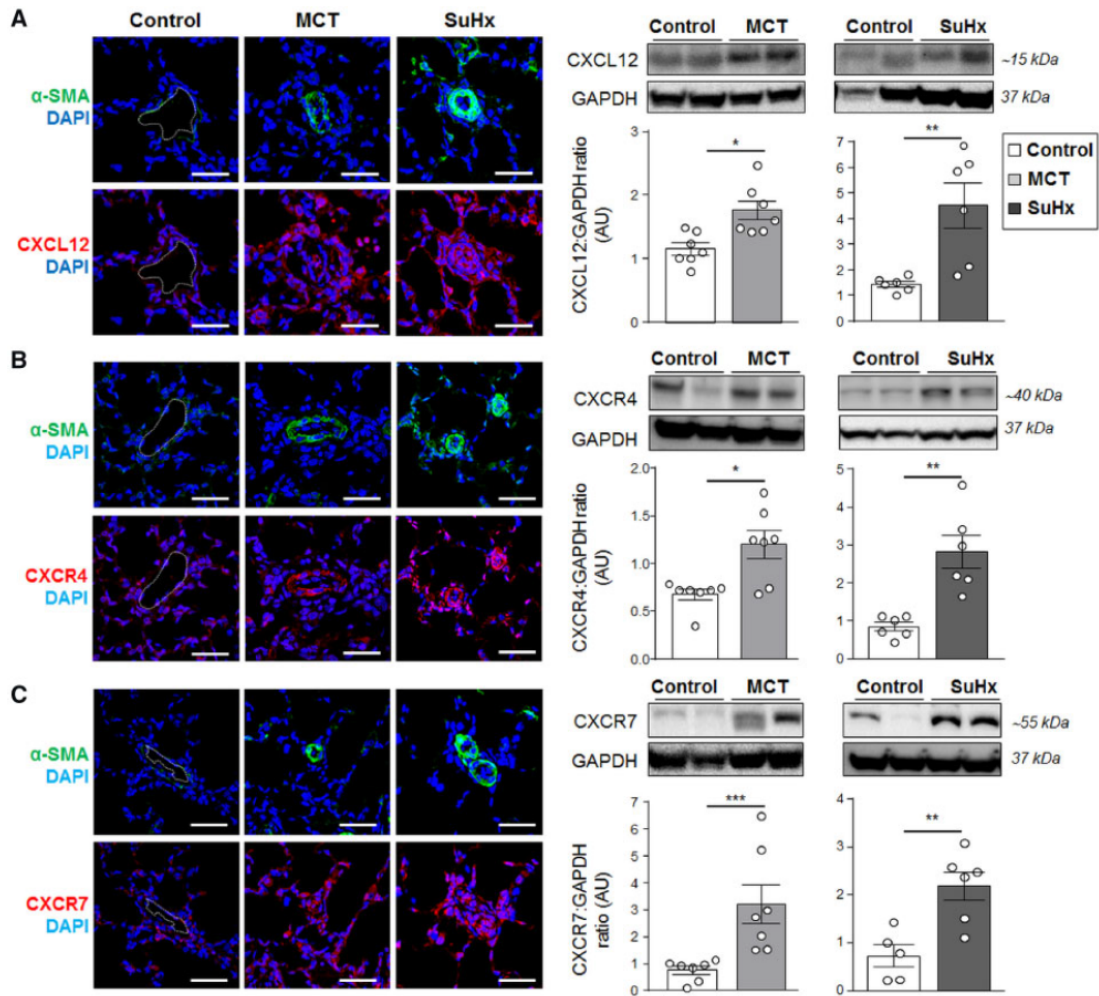 A
Control MCT SuHx
α-SMA
DAPI
CXCL12
DAPI
Control MCT Control SuHx
CXCL12 ~15 kDa
GAPDH 37 kDa
CXCL12:GAPDH ratio
(AU)
3
2
1
0
*
7
6
5
4
3
2
1
0
**
Control
MCT
SuHx
B
α-SMA
DAPI
CXCR4
DAPI
Control MCT Control SuHx
CXCR4 ~40 kDa
GAPDH 37 kDa
CXCR4:GAPDH ratio
(AU)
2.0
1.5
1.0
0.5
0
*
5
4
3
2
1
0
**
C
α-SMA
DAPI
CXCR7
DAPI
Control MCT Control SuHx
CXCR7 ~55 kDa
GAPDH 37 kDa
CXCR7:GAPDH
ratio (AU)
7
6
5
4
3
2
1
0
***
4
3
2
1
0
**